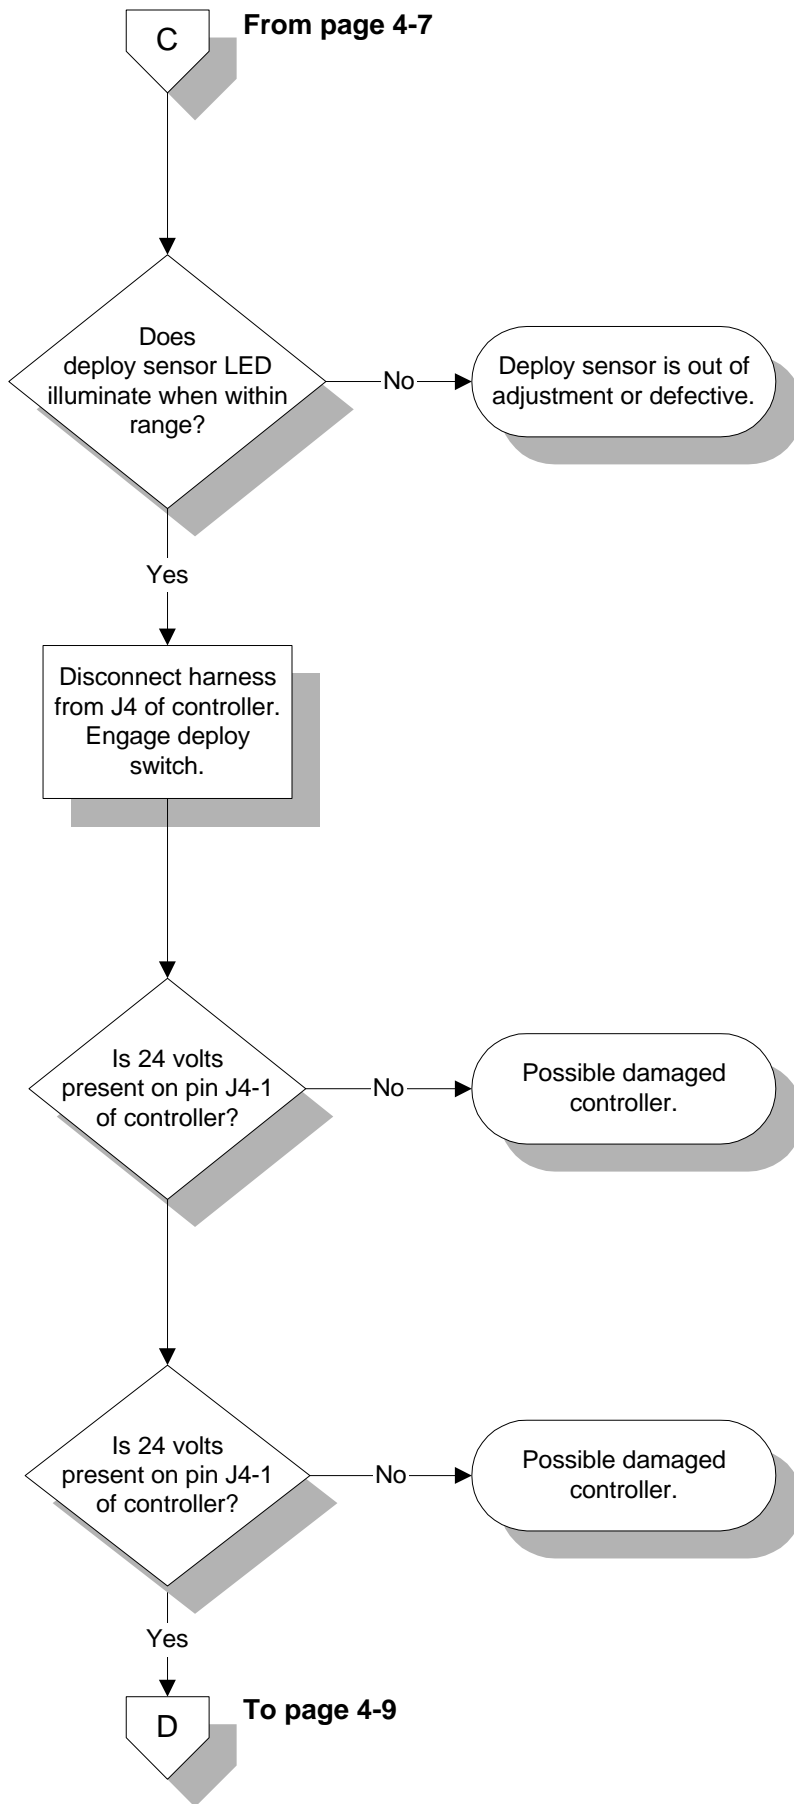 C
From page 4-7
Does
deploy sensor LED
illuminate when within
range?
No
Deploy sensor is out of
adjustment or defective.
Yes
Disconnect harness
from J4 of controller.
Engage deploy
switch.
Is 24 volts
present on pin J4-1
of controller?
No
Possible damaged
controller.
Is 24 volts
present on pin J4-1
of controller?
No
Possible damaged
controller.
Yes
D
To page 4-9